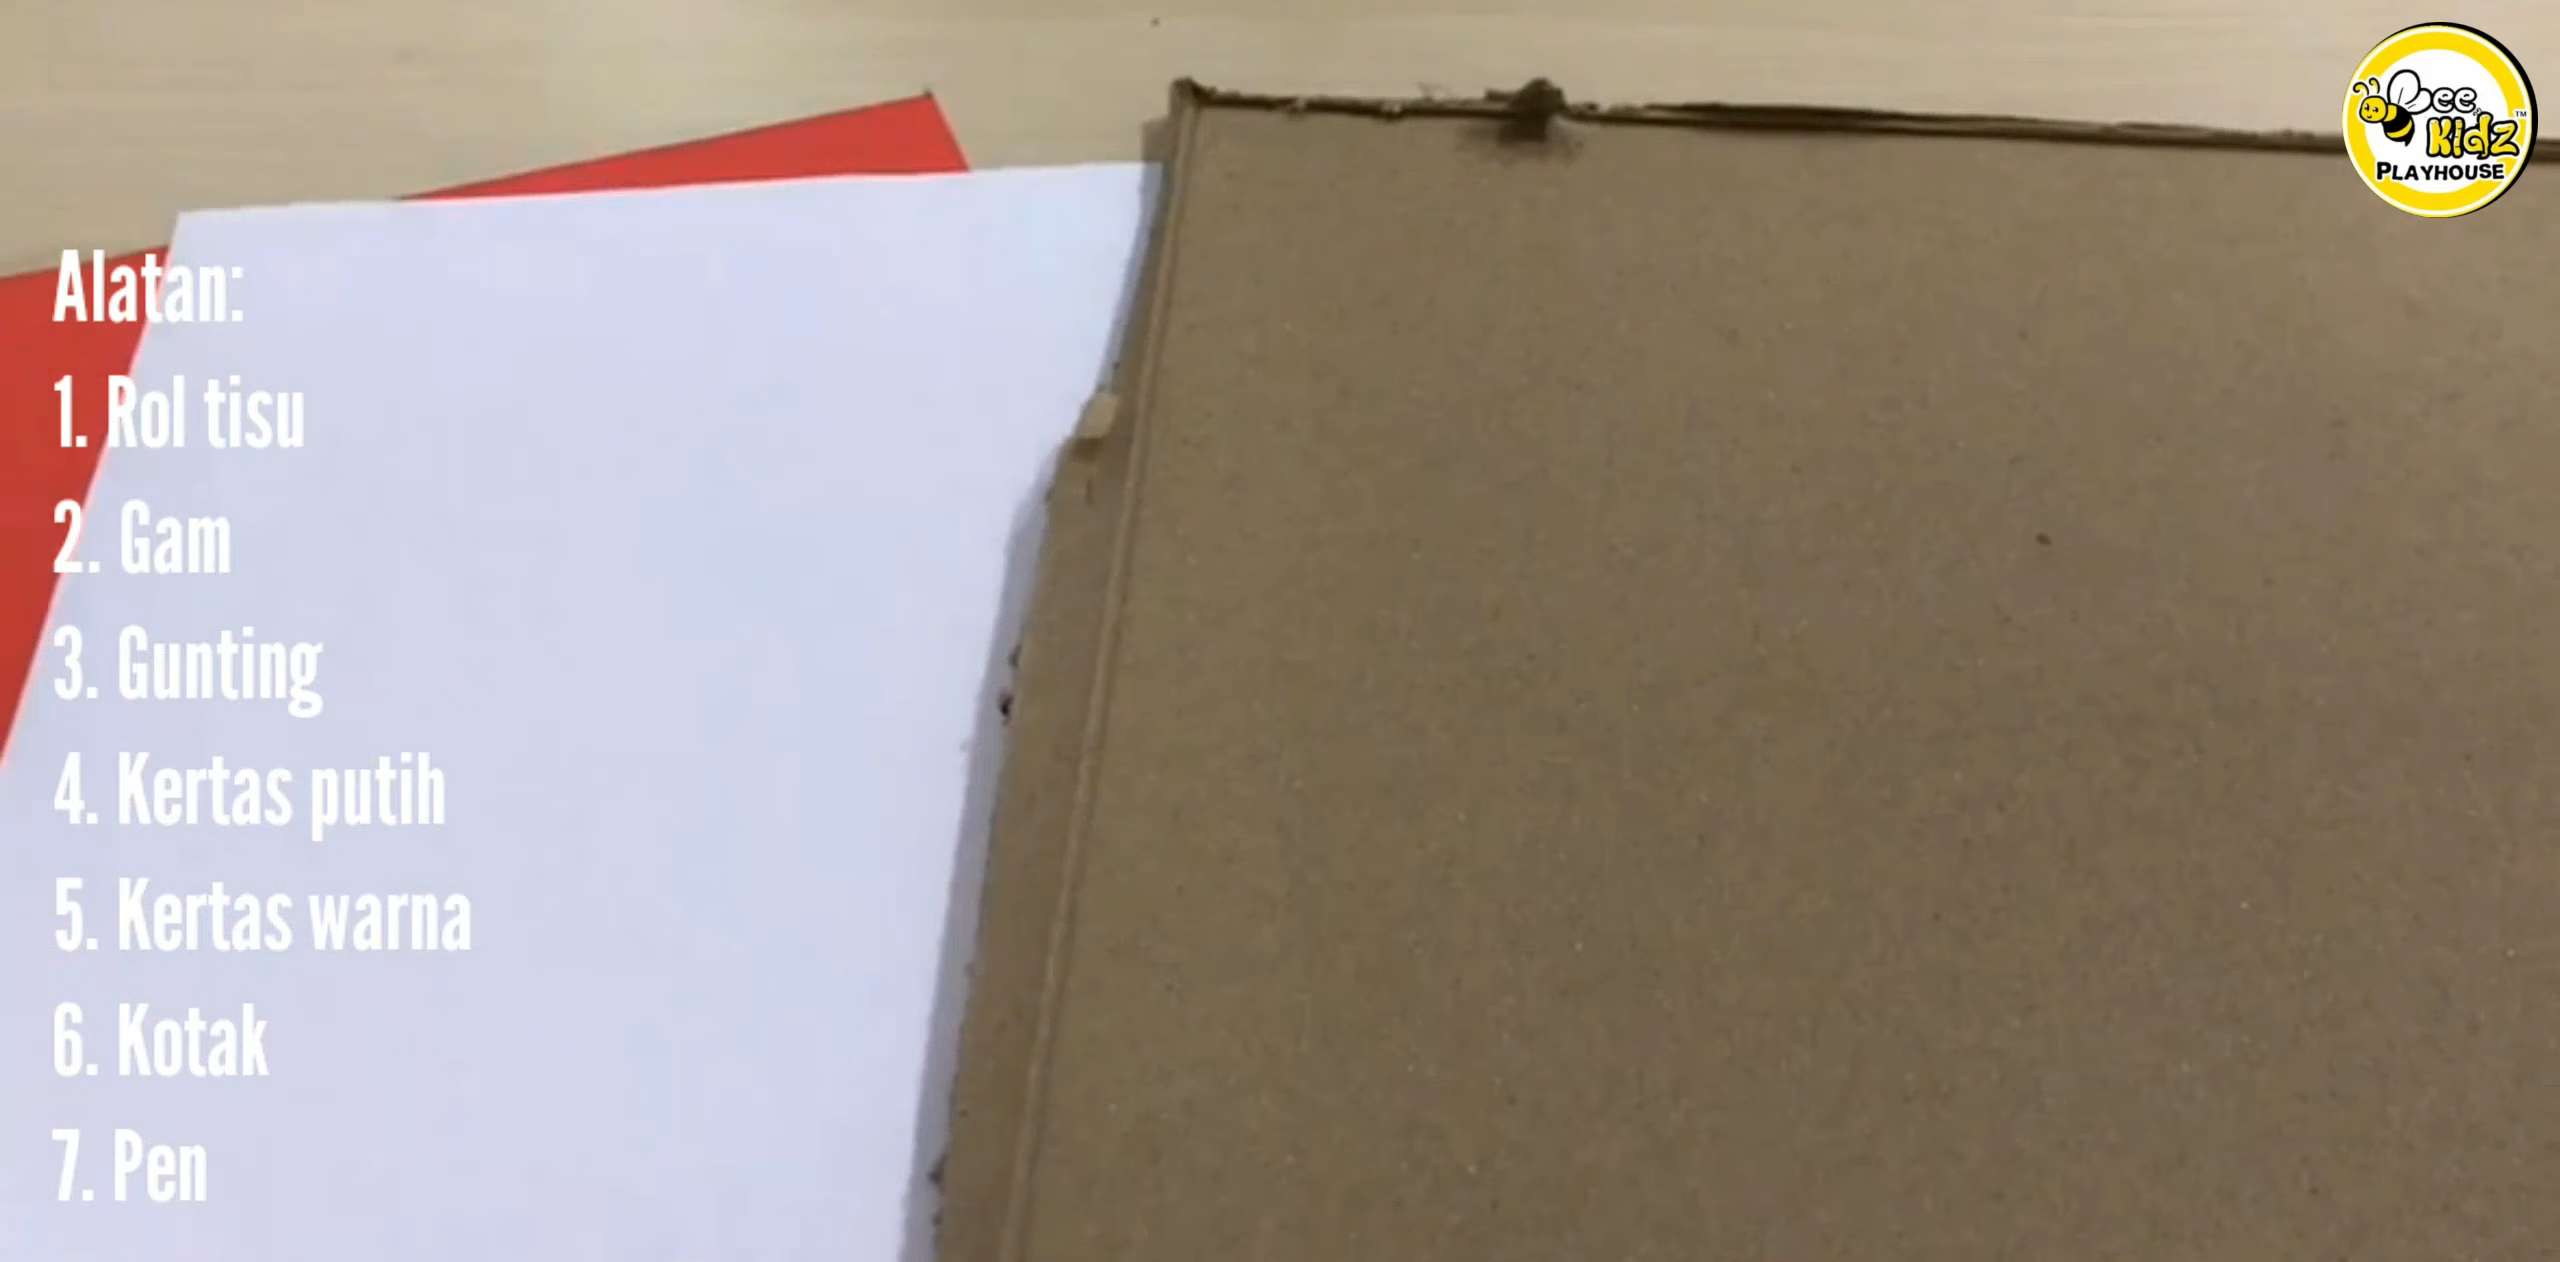 Bee
Kidz
TM
PLAYHOUSE
Alatan:
1. Rol tisu
2. Gam
3. Gunting
4. Kertas putih
5. Kertas warna
6. Kotak
7. Pen